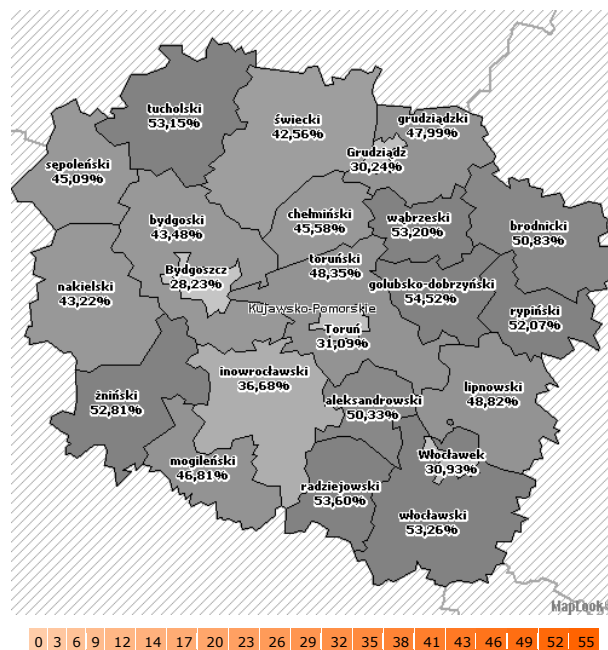 tucholski
53,15%
świecki
42,56%
grudziądzki
47,99%
Grudziądz
30,24%
sępoleński
45,09%
bydgoski
43,48%
chełmiński
45,58%
wąbrzeski
53,20%
brodnicki
50,83%
Bydgoszcz
28,23%
toruński
48,35%
nakielski
43,22%
golubsko-dobrzyński
54,52%
Kujawsko-Pomorskie
rypiński
52,07%
Toruń
31,09%
inowrocławski
36,68%
żniński
52,81%
aleksandrowski
50,33%
lipnowski
48,82%
mogileński
46,81%
Włocławek
30,93%
radziejowski
53,60%
włocławski
53,26%
MapLook
0 3 6 9 12 14 17 20 23 26 29 32 35 38 41 43 46 49 52 55